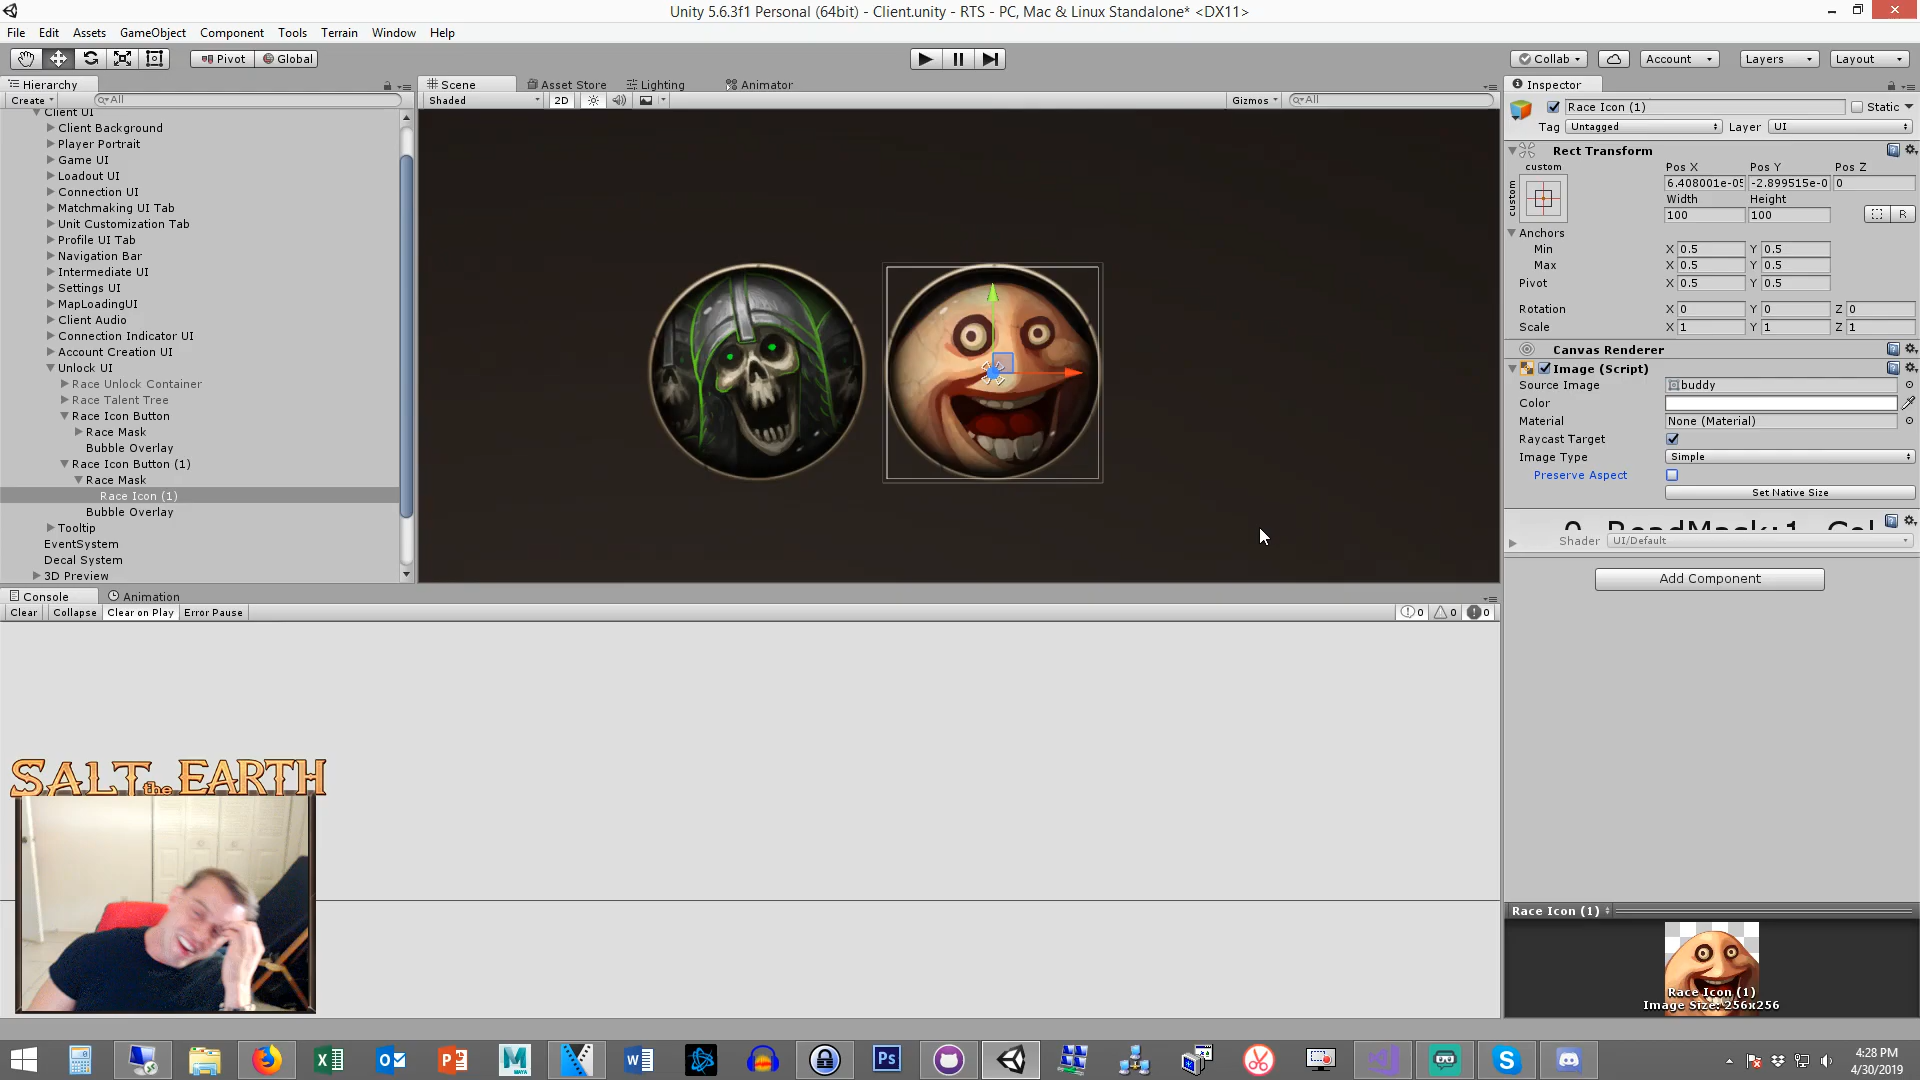 Unity 5.6.3f1 Personal (64bit) - Client.unity - RTS - PC, Mac & Linux Standalone* <DX11>
File Edit Assets GameObject Component Tools Terrain Window Help
Pivot Global Collab Account Layers Layout
Hierarchy
Create All
Client UI
Client Background
Player Portrait
Game UI
Loadout UI
Connection UI
Matchmaking UI Tab
Unit Customization Tab
Profile UI Tab
Navigation Bar
Intermediate UI
Settings UI
MapLoadingUI
Client Audio
Connection Indicator UI
Account Creation UI
Unlock UI
Race Unlock Container
Race Talent Tree
Race Icon Button
Race Mask
Bubble Overlay
Race Icon Button (1)
Race Mask
Race Icon (1)
Bubble Overlay
Tooltip
EventSystem
Decal System
3D Preview
Scene Asset Store Lighting Animator
Shaded 2D Gizmos All
Inspector
Race Icon (1) Static
Tag Untagged Layer UI
Rect Transform
custom Pos X Pos Y Pos Z
custom 6.408001e-05 -2.899515e-0 0
Width Height
100 100 R
Anchors
Min X 0.5 Y 0.5
Max X 0.5 Y 0.5
Pivot X 0.5 Y 0.5
Rotation X 0 Y 0 Z 0
Scale X 1 Y 1 Z 1
Canvas Renderer
Image (Script)
Source Image buddy
Color
Material None (Material)
Raycast Target
Image Type Simple
Preserve Aspect
Set Native Size
Shader UI/Default
Add Component
Console Animation
Clear Collapse Clear on Play Error Pause 0 0 0
SALT the EARTH
Race Icon (1)
Race Icon (1)
Image Size: 256x256
Ps
4:28 PM
4/30/2019